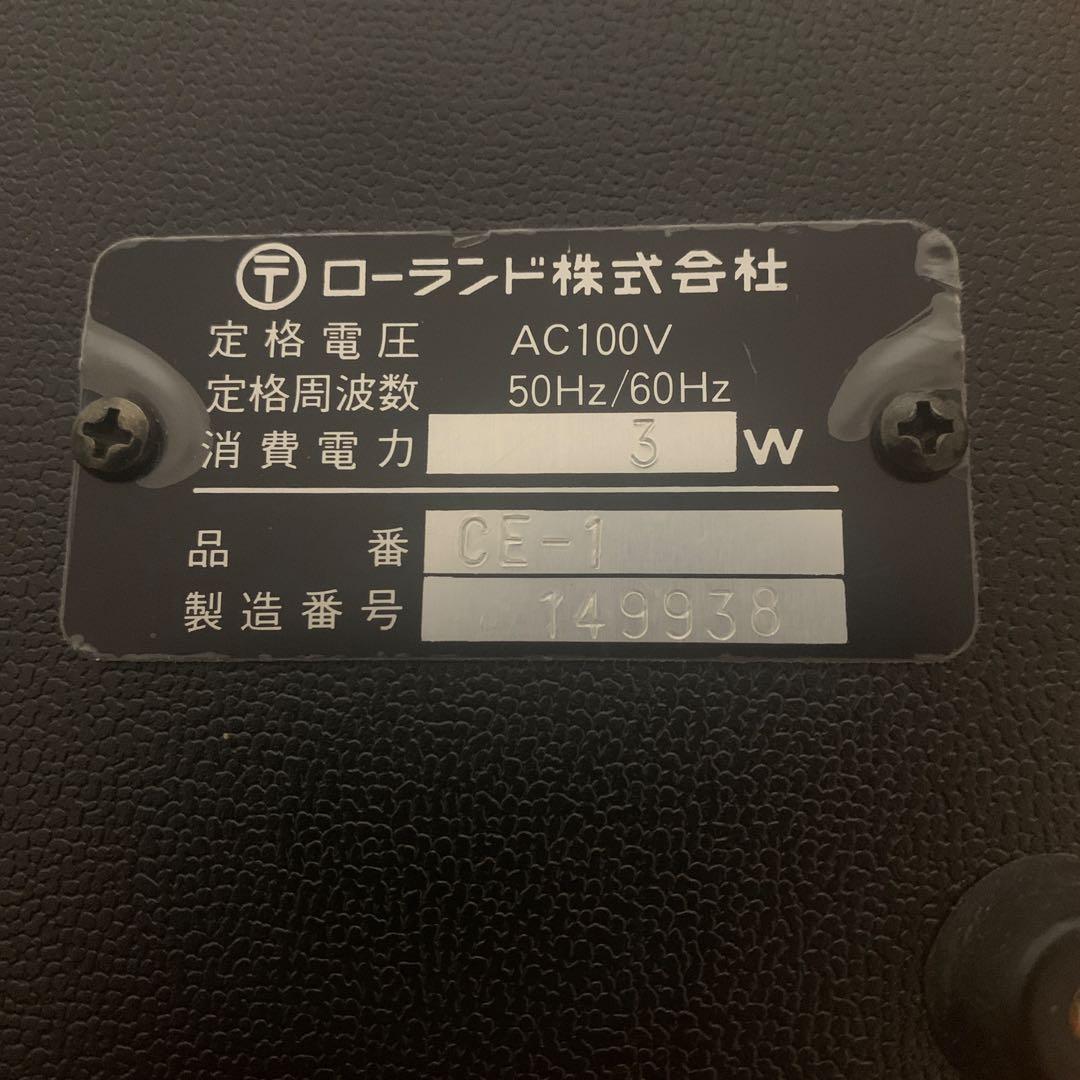 〒 ローランド株式会社
定格電圧 AC100V
定格周波数 50Hz/60Hz
消費電力 3 W
品番 CE-1
製造番号 149938